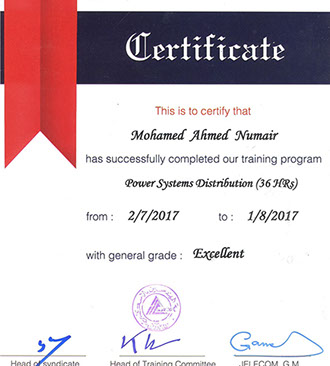 Certificate
This is to certify that
Mohamed Ahmed Numair
has successfully completed our training program
Power Systems Distribution (36 HRs)
from : 2/7/2017 to : 1/8/2017
with general grade : Excellent
Head of syndicate Head of Training Committee JELECOM, G.M